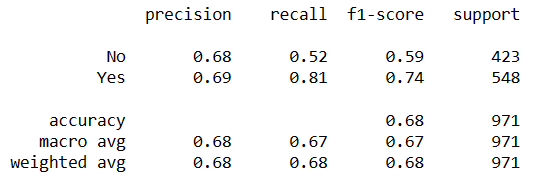 precision recall f1-score support
No 0.68 0.52 0.59 423
Yes 0.69 0.81 0.74 548
accuracy 0.68 971
macro avg 0.68 0.67 0.67 971
weighted avg 0.68 0.68 0.68 971